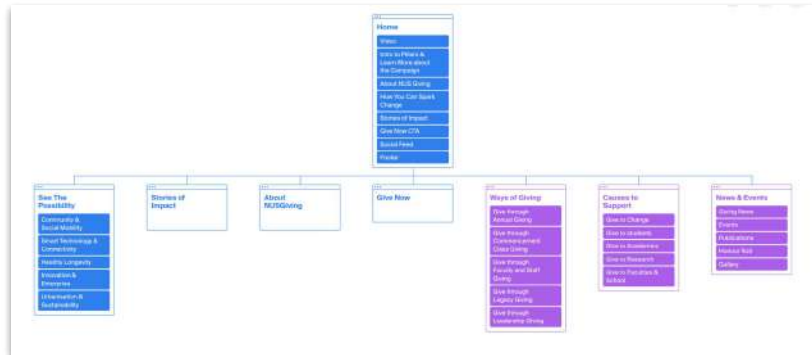 Home
Video
Intro to Pillars &
Learn More about
the Campaign
About NUS Giving
How You Can Spark
Change
Stories of Impact
Give Now CTA
Social Feed
Footer
See The
Possibility
Community &
Social Mobility
Smart Technology &
Connectivity
Healthy Longevity
Innovation &
Enterprise
Urbanisation &
Sustainability
Stories of
Impact
About
NUSGiving
Give Now
Ways of Giving
Give through
Annual Giving
Give through
Commencement
Class Giving
Give through
Faculty and Staff
Giving
Give through
Legacy Giving
Give through
Leadership Giving
Causes to
Support
Give to Change
Give to Students
Give to Academics
Give to Research
Give to Faculties &
School
News & Events
Giving News
Events
Publications
Honour Roll
Gallery